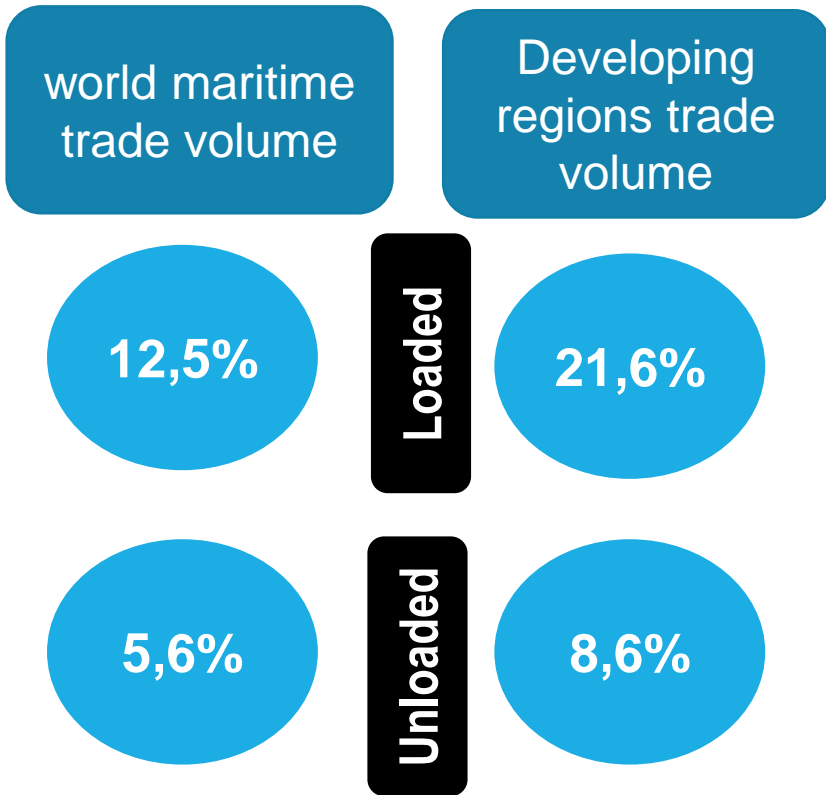 world maritime
trade volume
Developing
regions trade
volume
12,5%
Loaded
21,6%
5,6%
Unloaded
8,6%